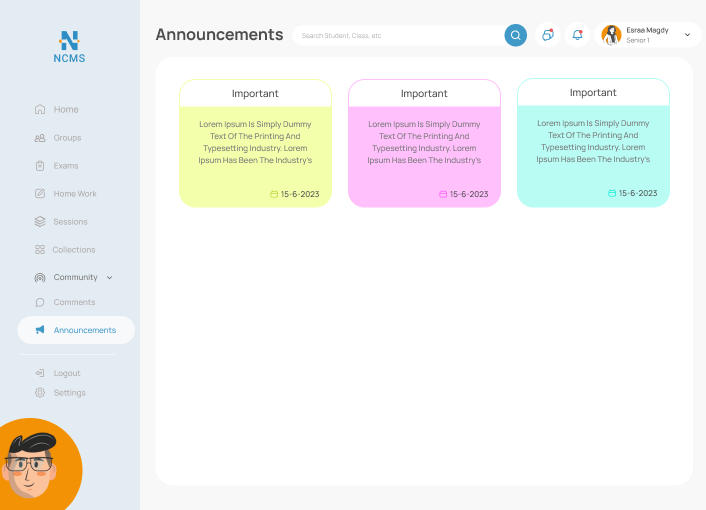 NCMS
Home
Groups
Exams
Home Work
Sessions
Collections
Community
Comments
Announcements
Logout
Settings
Announcements
Search Student, Class, etc
Esraa Magdy
Senior 1
Important
Lorem Ipsum Is Simply Dummy
Text Of The Printing And
Typesetting Industry. Lorem
Ipsum Has Been The Industry's
15-6-2023
Important
Lorem Ipsum Is Simply Dummy
Text Of The Printing And
Typesetting Industry. Lorem
Ipsum Has Been The Industry's
15-6-2023
Important
Lorem Ipsum Is Simply Dummy
Text Of The Printing And
Typesetting Industry. Lorem
Ipsum Has Been The Industry's
15-6-2023